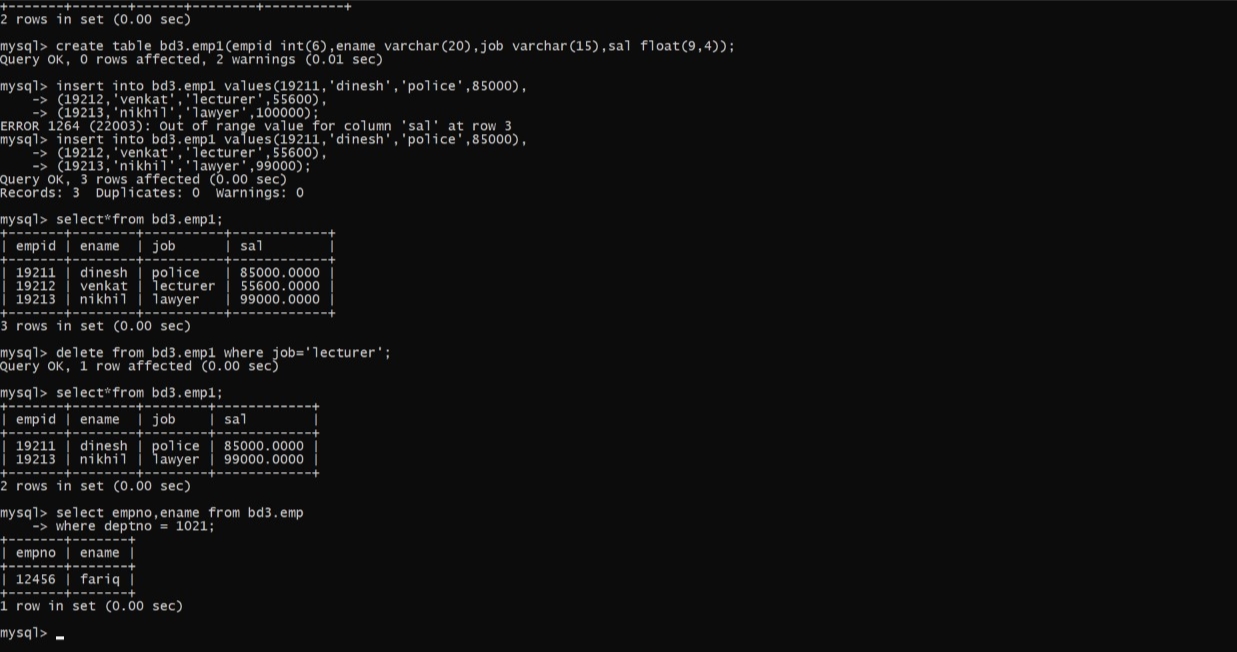 +-------+-------+------+--------+----------+
2 rows in set (0.00 sec)
mysql> create table bd3.emp1(empid int(6),ename varchar(20),job varchar(15),sal float(9,4));
Query OK, 0 rows affected, 2 warnings (0.01 sec)
mysql> insert into bd3.emp1 values(19211,'dinesh','police',85000),
    -> (19212,'venkat','lecturer',55600),
    -> (19213,'nikhil','lawyer',100000);
ERROR 1264 (22003): Out of range value for column 'sal' at row 3
mysql> insert into bd3.emp1 values(19211,'dinesh','police',85000),
    -> (19212,'venkat','lecturer',55600),
    -> (19213,'nikhil','lawyer',99000);
Query OK, 3 rows affected (0.00 sec)
Records: 3  Duplicates: 0  Warnings: 0
mysql> select*from bd3.emp1;
+-------+--------+----------+------------+
| empid | ename  | job      | sal        |
+-------+--------+----------+------------+
| 19211 | dinesh | police   | 85000.0000 |
| 19212 | venkat | lecturer | 55600.0000 |
| 19213 | nikhil | lawyer   | 99000.0000 |
+-------+--------+----------+------------+
3 rows in set (0.00 sec)
mysql> delete from bd3.emp1 where job='lecturer';
Query OK, 1 row affected (0.00 sec)
mysql> select*from bd3.emp1;
+-------+--------+--------+------------+
| empid | ename  | job    | sal        |
+-------+--------+--------+------------+
| 19211 | dinesh | police | 85000.0000 |
| 19213 | nikhil | lawyer | 99000.0000 |
+-------+--------+--------+------------+
2 rows in set (0.00 sec)
mysql> select empno,ename from bd3.emp
    -> where deptno = 1021;
+-------+-------+
| empno | ename |
+-------+-------+
| 12456 | fariq |
+-------+-------+
1 row in set (0.00 sec)
mysql> _